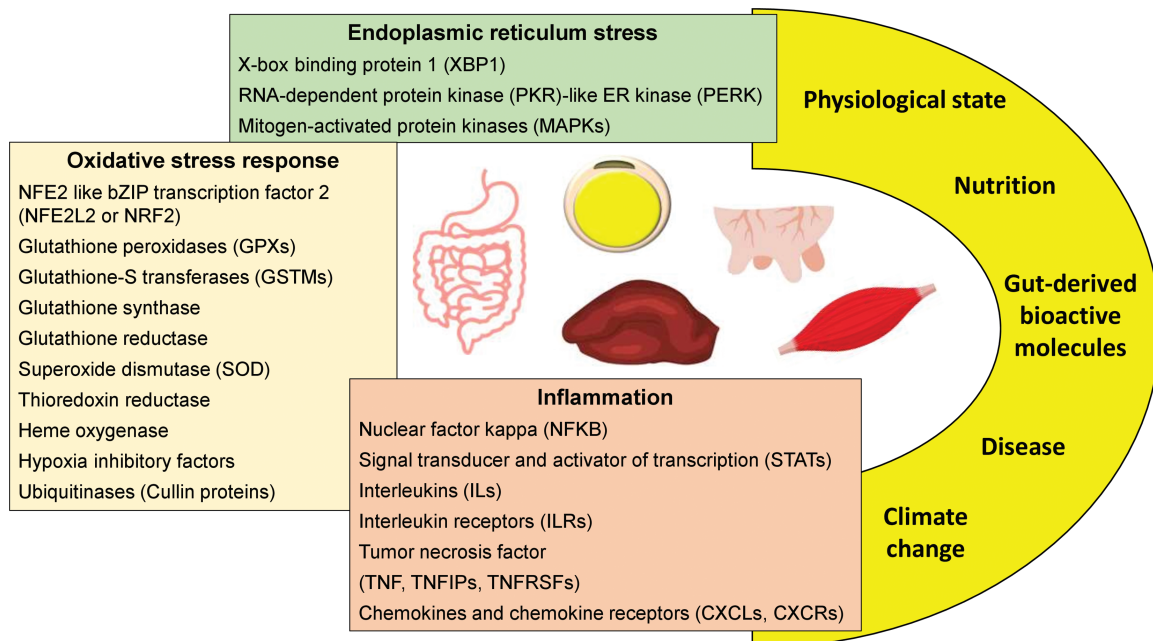 Endoplasmic reticulum stress
X-box binding protein 1 (XBP1)
RNA-dependent protein kinase (PKR)-like ER kinase (PERK)
Mitogen-activated protein kinases (MAPKs)
Oxidative stress response
NFE2 like bZIP transcription factor 2
(NFE2L2 or NRF2)
Glutathione peroxidases (GPXs)
Glutathione-S transferases (GSTMs)
Glutathione synthase
Glutathione reductase
Superoxide dismutase (SOD)
Thioredoxin reductase
Heme oxygenase
Hypoxia inhibitory factors
Ubiquitinases (Cullin proteins)
Inflammation
Nuclear factor kappa (NFKB)
Signal transducer and activator of transcription (STATs)
Interleukins (ILs)
Interleukin receptors (ILRs)
Tumor necrosis factor
(TNF, TNFIPs, TNFRSFs)
Chemokines and chemokine receptors (CXCLs, CXCRs)
Physiological state
Nutrition
Gut-derived
bioactive
molecules
Disease
Climate
change